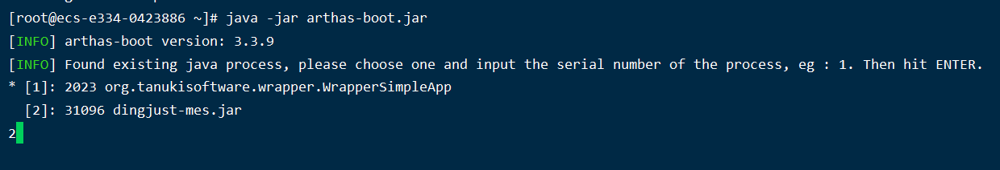 [root@ecs-e334-0423886 ~]# java -jar arthas-boot.jar
[INFO] arthas-boot version: 3.3.9
[INFO] Found existing java process, please choose one and input the serial number of the process, eg : 1. Then hit ENTER.
* [1]: 2023 org.tanukisoftware.wrapper.WrapperSimpleApp
  [2]: 31096 dingjust-mes.jar
2